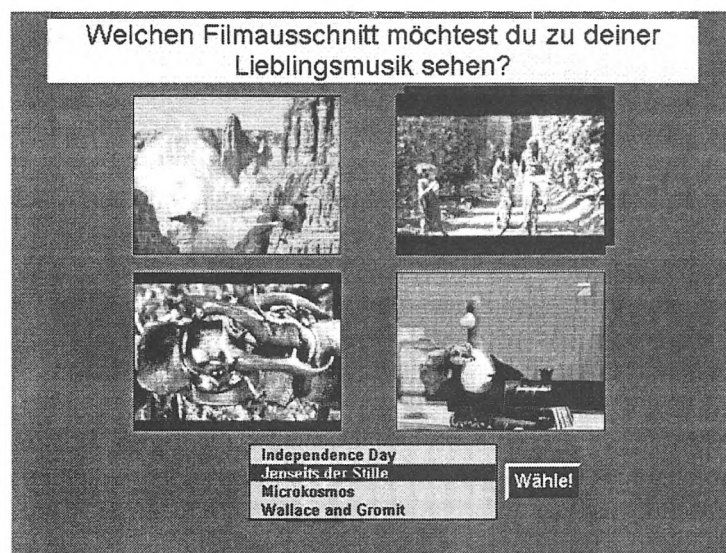 Welchen Filmausschnitt möchtest du zu deiner
Lieblingsmusik sehen?
Independence Day
Jenseits der Stille
Microkosmos
Wallace and Gromit
Wähle!